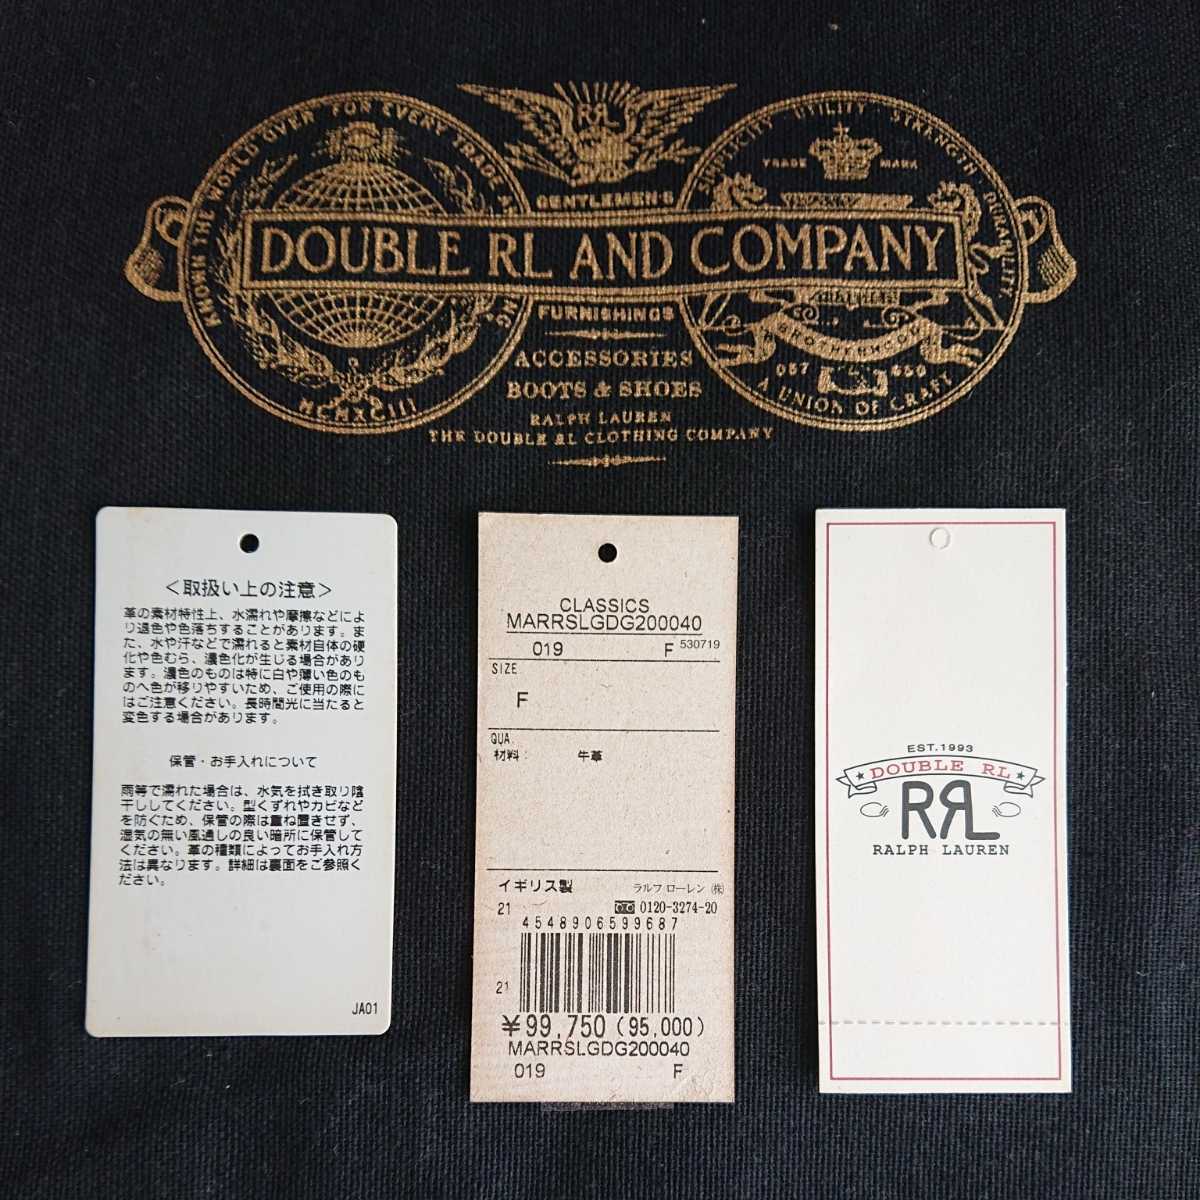 RRL
KNOWN THE WORLD OVER FOR EVERY TRADE
SIMPLICITY UTILITY STRENGTH DURABILITY
TRADE MARK
GENTLEMEN'S
DOUBLE RL AND COMPANY
FURNISHINGS
ACCESSORIES
BOOTS & SHOES
RALPH LAUREN
THE DOUBLE RL CLOTHING COMPANY
MCMXCIII
BROTHERHOOD
057 650
A UNION OF CRAFT
<取扱い上の注意>
革の素材特性上、水濡れや摩擦などによ
り退色や色落ちすることがあります。ま
た、水や汗などで濡れると素材自体の硬
化や色むら、濃色化が生じる場合があり
ます。濃色のものは特に白や薄い色のも
のへ色が移りやすいため、ご使用の際に
はご注意ください。長時間光に当たると
変色する場合があります。
保管・お手入れについて
雨等で濡れた場合は、水気を拭き取り陰
干ししてください。型くずれやカビなど
を防ぐため、保管の際は重ね置きせず、
湿気の無い風通しの良い暗所に保管して
ください。革の種類によってお手入れ方
法は異なります。詳細は裏面をご参照く
ださい。
JA01
CLASSICS
MARRSLGDG200040
019 F 530719
SIZE
F
QUA.
材料: 牛革
イギリス製 ラルフ ローレン ㈱
21 0120-3274-20
4548906599687
21
¥99,750(95,000)
MARRSLGDG200040
019 F
EST.1993
DOUBLE RL
RRL
RALPH LAUREN